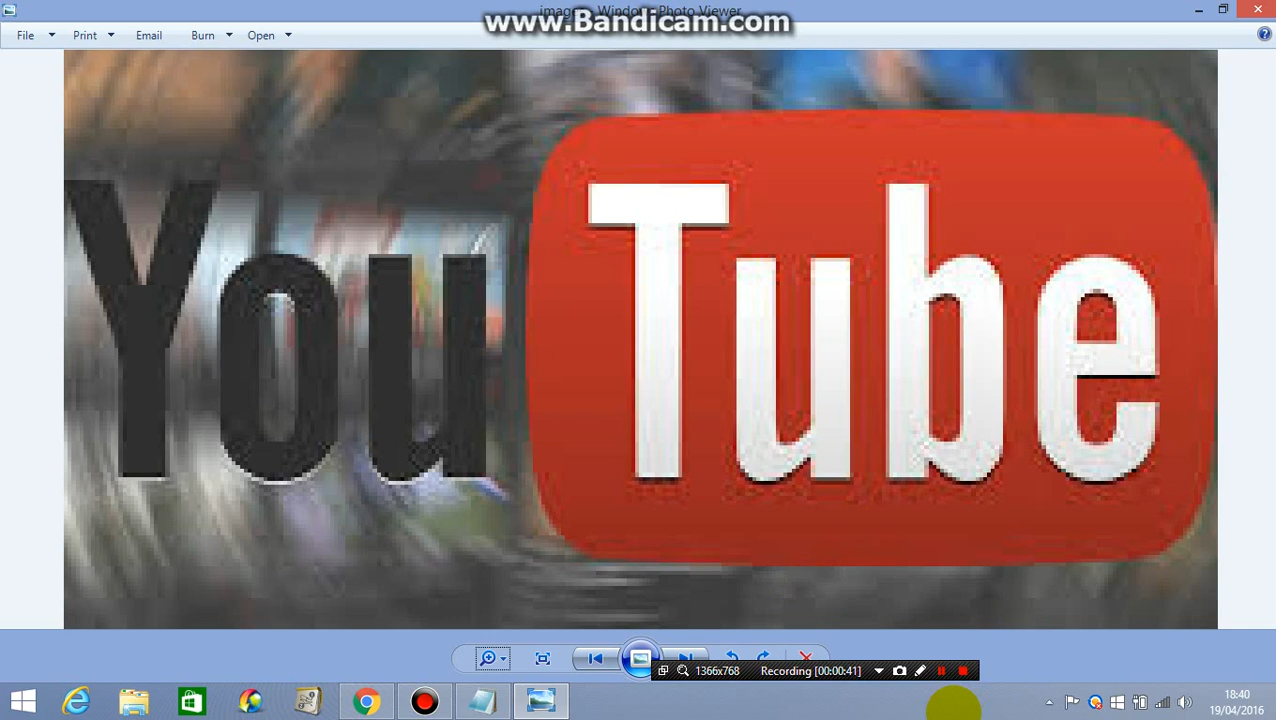 www.Bandicam.com
File Print Email Burn Open
You Tube
1366x768 Recording [00:00:41]
18:40
19/04/2016